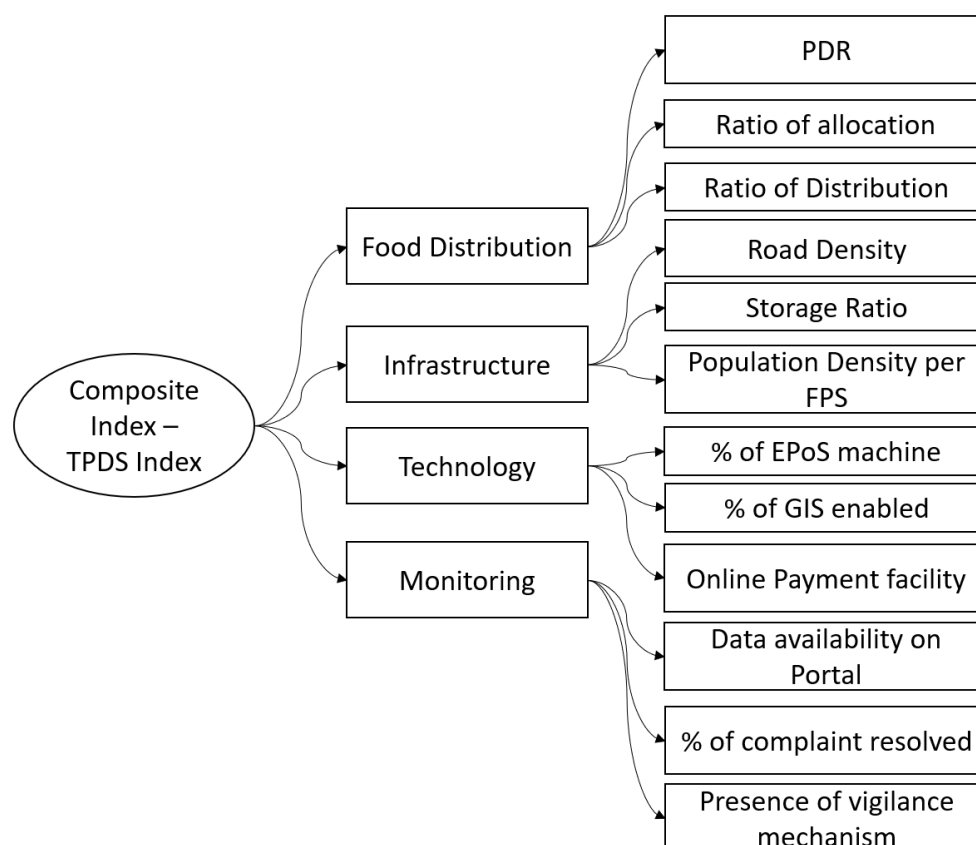 Composite
Index –
TPDS Index
Food Distribution
Infrastructure
Technology
Monitoring
PDR
Ratio of allocation
Ratio of Distribution
Road Density
Storage Ratio
Population Density per
FPS
% of EPoS machine
% of GIS enabled
Online Payment facility
Data availability on
Portal
% of complaint resolved
Presence of vigilance
mechanism